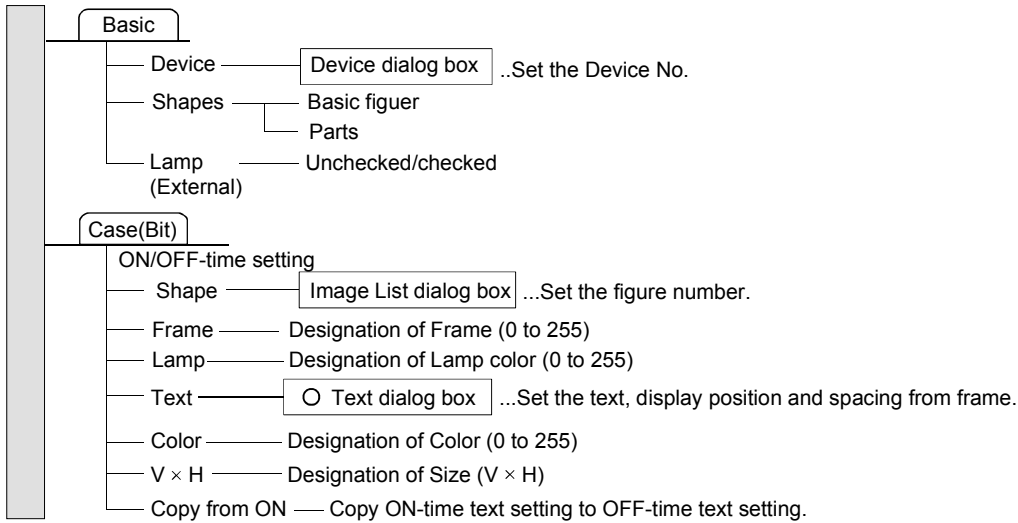 Basic
Device Device dialog box ..Set the Device No.
Shapes Basic figuer
Parts
Lamp Unchecked/checked
(External)
Case(Bit)
ON/OFF-time setting
Shape Image List dialog box ...Set the figure number.
Frame Designation of Frame (0 to 255)
Lamp Designation of Lamp color (0 to 255)
Text O Text dialog box ...Set the text, display position and spacing from frame.
Color Designation of Color (0 to 255)
V × H Designation of Size (V × H)
Copy from ON Copy ON-time text setting to OFF-time text setting.